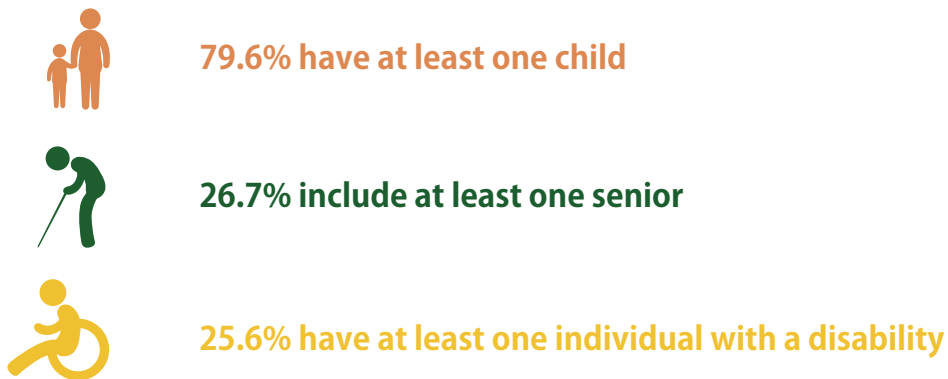 79.6% have at least one child
26.7% include at least one senior
25.6% have at least one individual with a disability